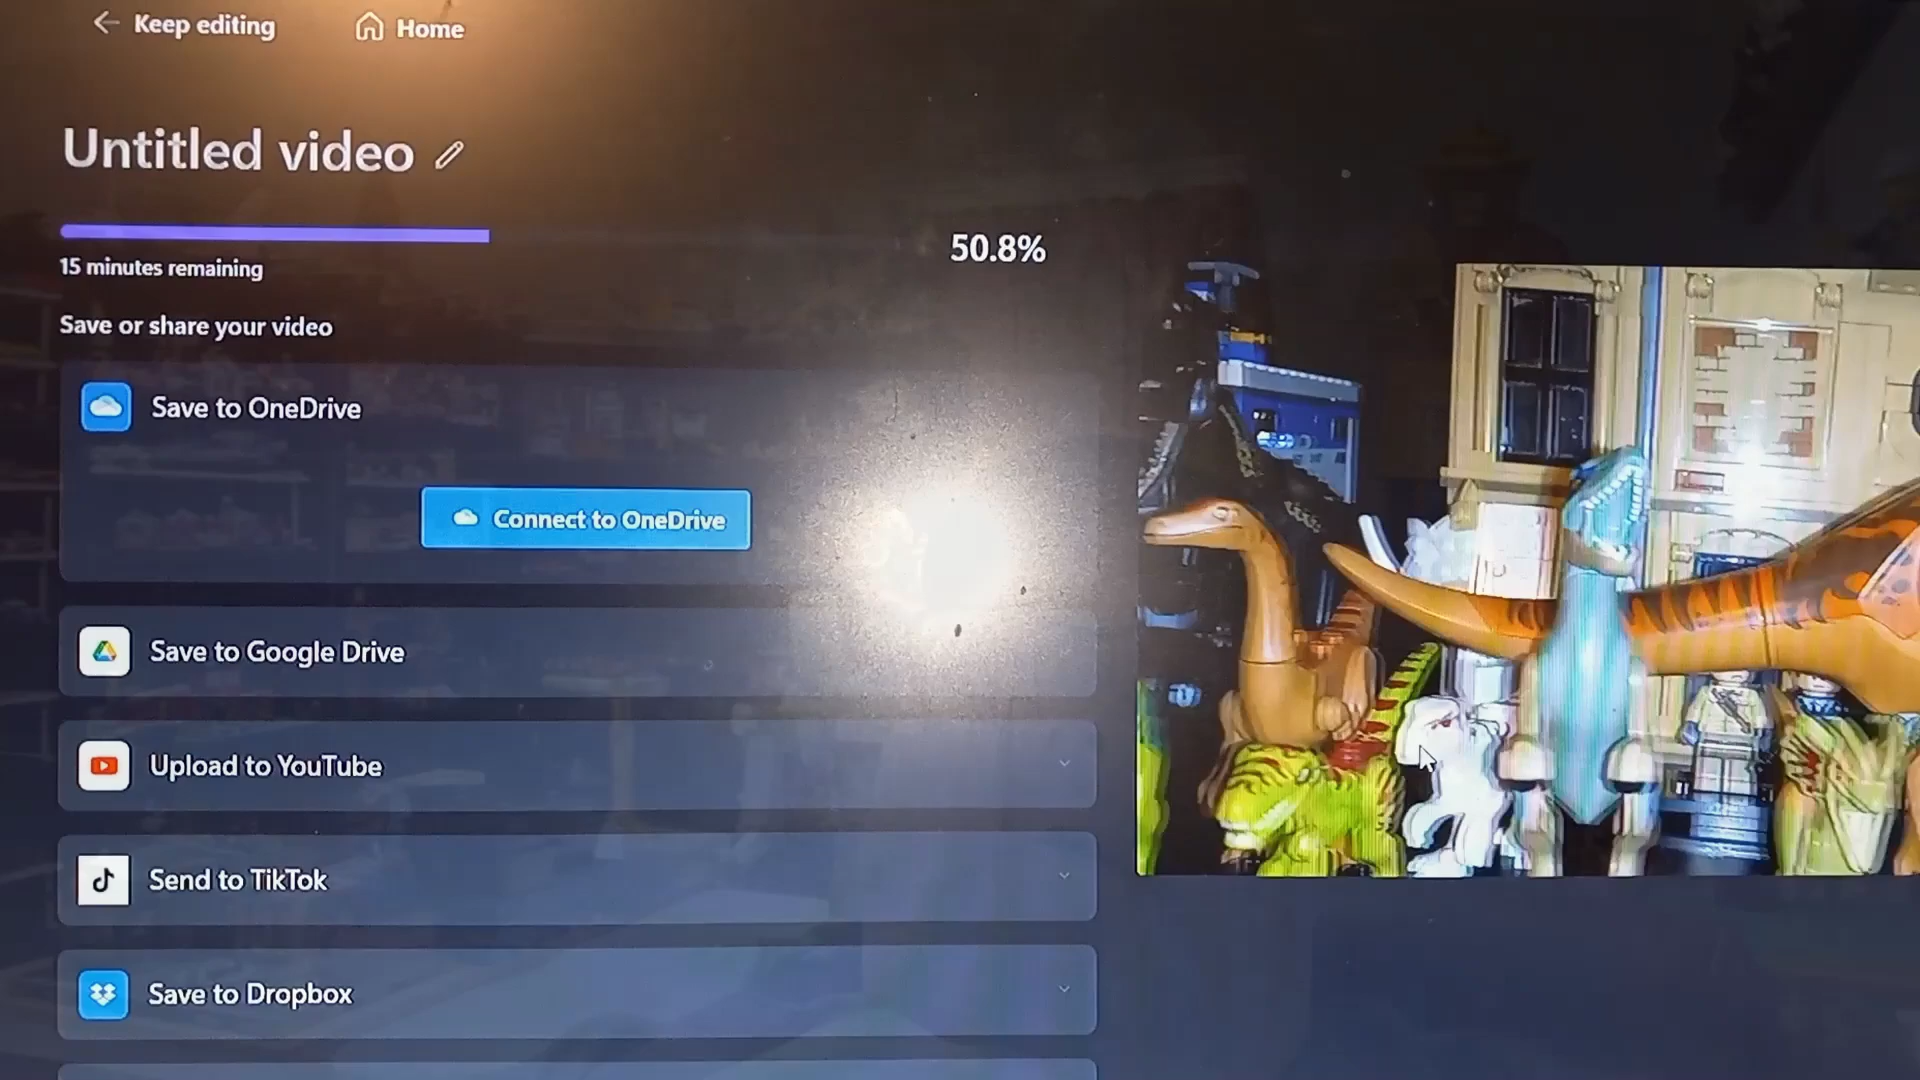 Keep editing
Home
Untitled video
50.8%
15 minutes remaining
Save or share your video
Save to OneDrive
Connect to OneDrive
Save to Google Drive
Upload to YouTube
Send to TikTok
Save to Dropbox